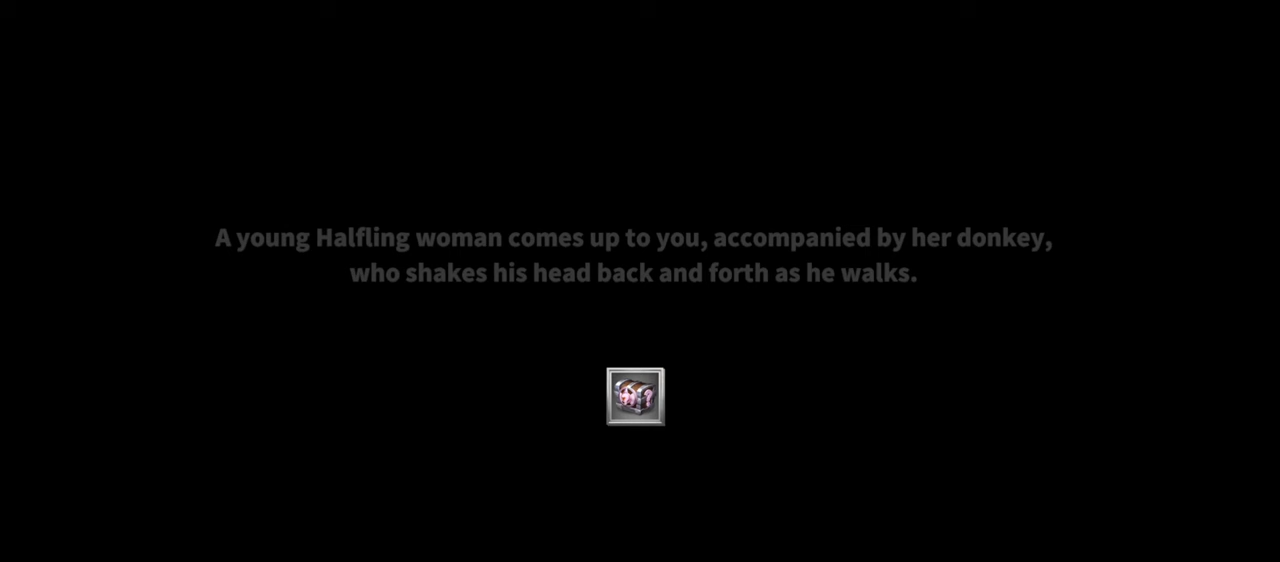 A young Halfling woman comes up to you, accompanied by her donkey,
who shakes his head back and forth as he walks.